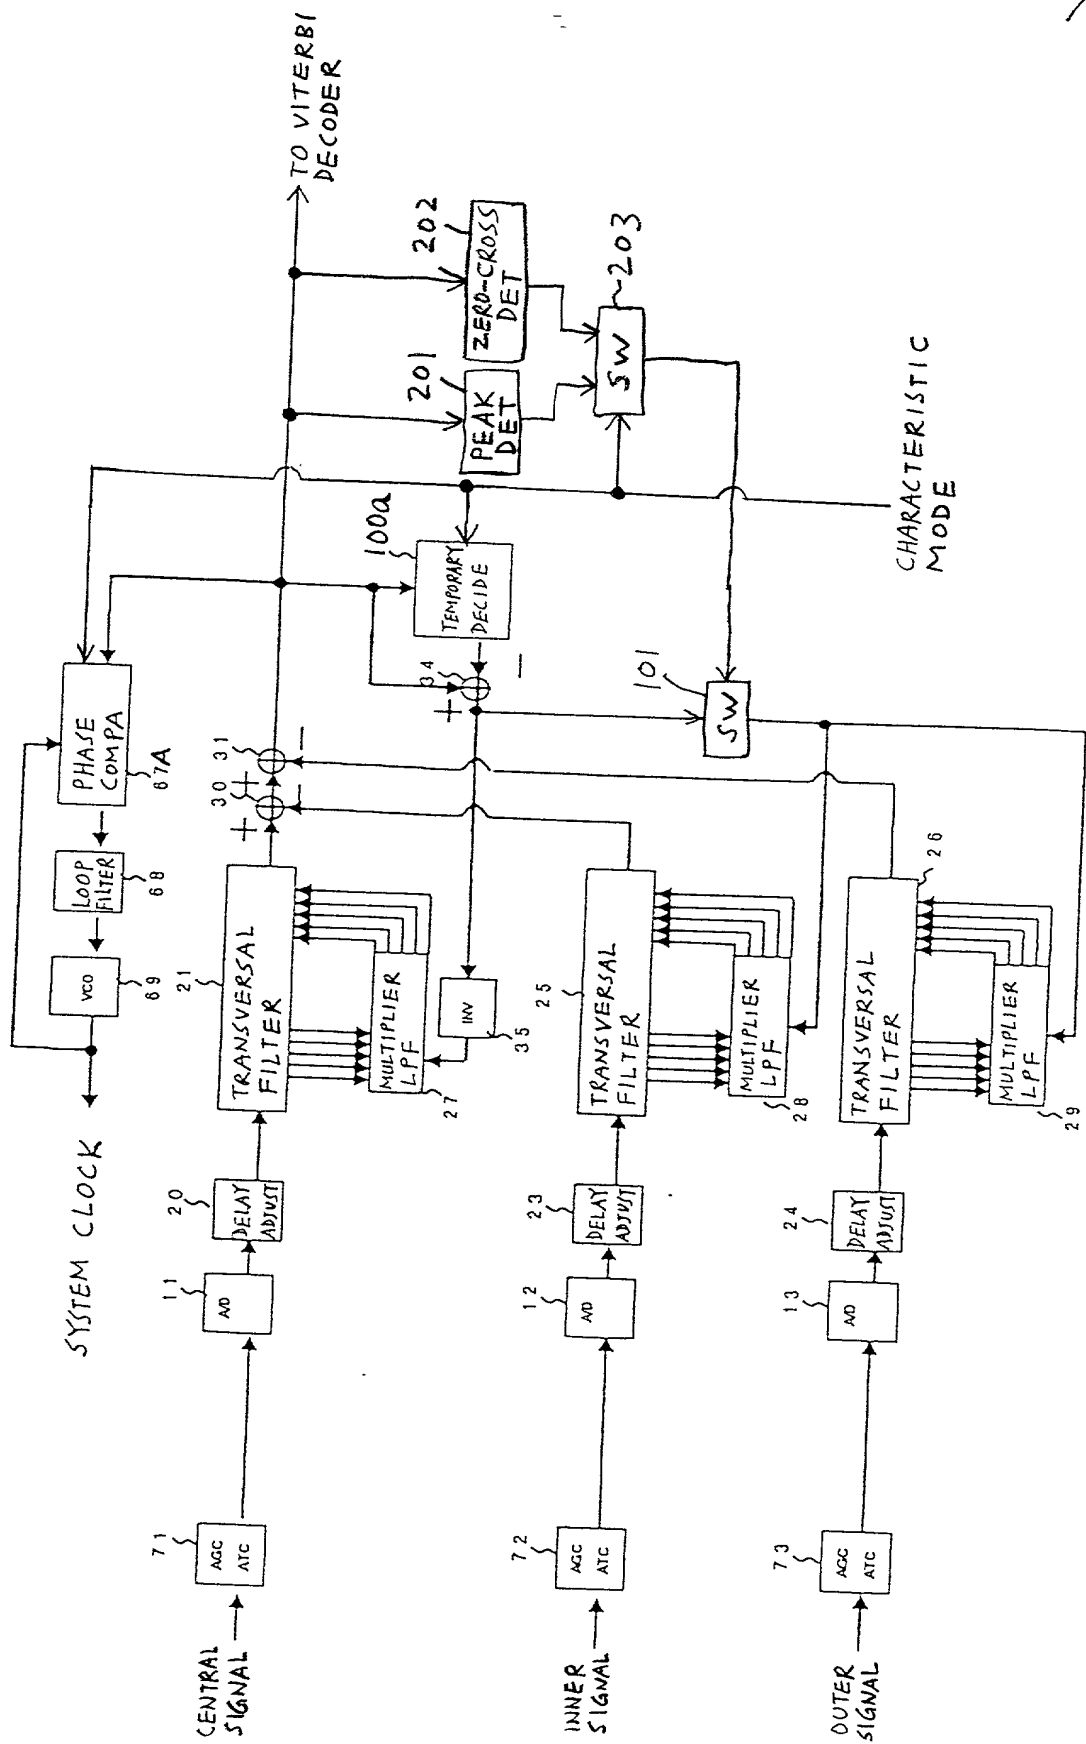 SYSTEM CLOCK
VCO
69
LOOP
FILTER
68
PHASE
COMPA
67A
CENTRAL
SIGNAL
AGC
ATC
71
A/D
11
DELAY
ADJUST
20
TRANSVERSAL
FILTER
21
MULTIPLIER
LPF
27
INV
35
+
30
−
+
31
−
+
34
−
TEMPORARY
DECIDE
100a
PEAK
DET
201
ZERO-CROSS
DET
202
SW
203
TO VITERBI
DECODER
CHARACTERISTIC
MODE
SW
101
INNER
SIGNAL
AGC
ATC
72
A/D
12
DELAY
ADJUST
23
TRANSVERSAL
FILTER
25
MULTIPLIER
LPF
28
OUTER
SIGNAL
AGC
ATC
73
A/D
13
DELAY
ADJUST
24
TRANSVERSAL
FILTER
26
MULTIPLIER
LPF
29